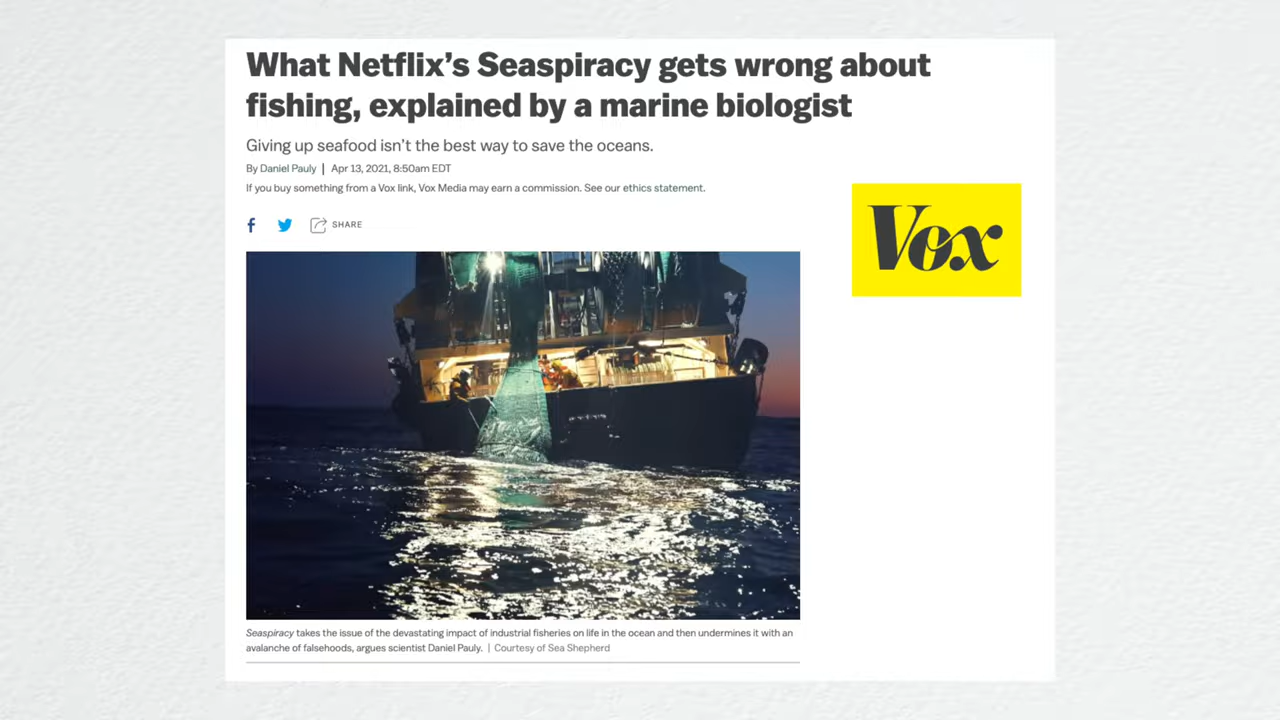 What Netflix’s Seaspiracy gets wrong about
fishing, explained by a marine biologist
Giving up seafood isn’t the best way to save the oceans.
By Daniel Pauly | Apr 13, 2021, 8:50am EDT
If you buy something from a Vox link, Vox Media may earn a commission. See our ethics statement.
f SHARE
Vox
Seaspiracy takes the issue of the devastating impact of industrial fisheries on life in the ocean and then undermines it with an
avalanche of falsehoods, argues scientist Daniel Pauly. | Courtesy of Sea Shepherd